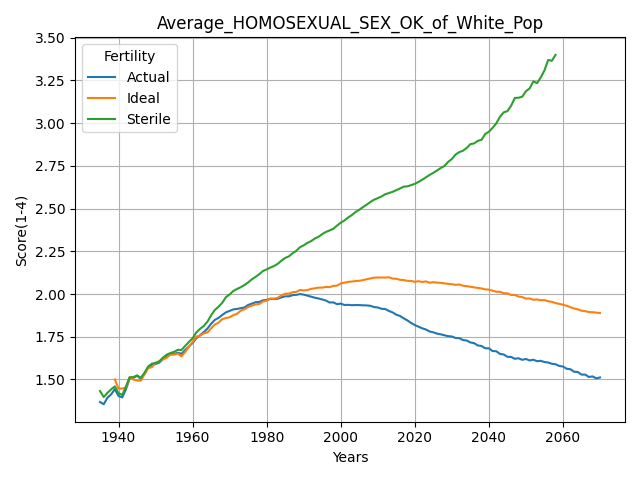 Average_HOMOSEXUAL_SEX_OK_of_White_Pop
Fertility
Actual
Ideal
Sterile
Score(1-4)
3.50
3.25
3.00
2.75
2.50
2.25
2.00
1.75
1.50
1940
1960
1980
2000
2020
2040
2060
Years